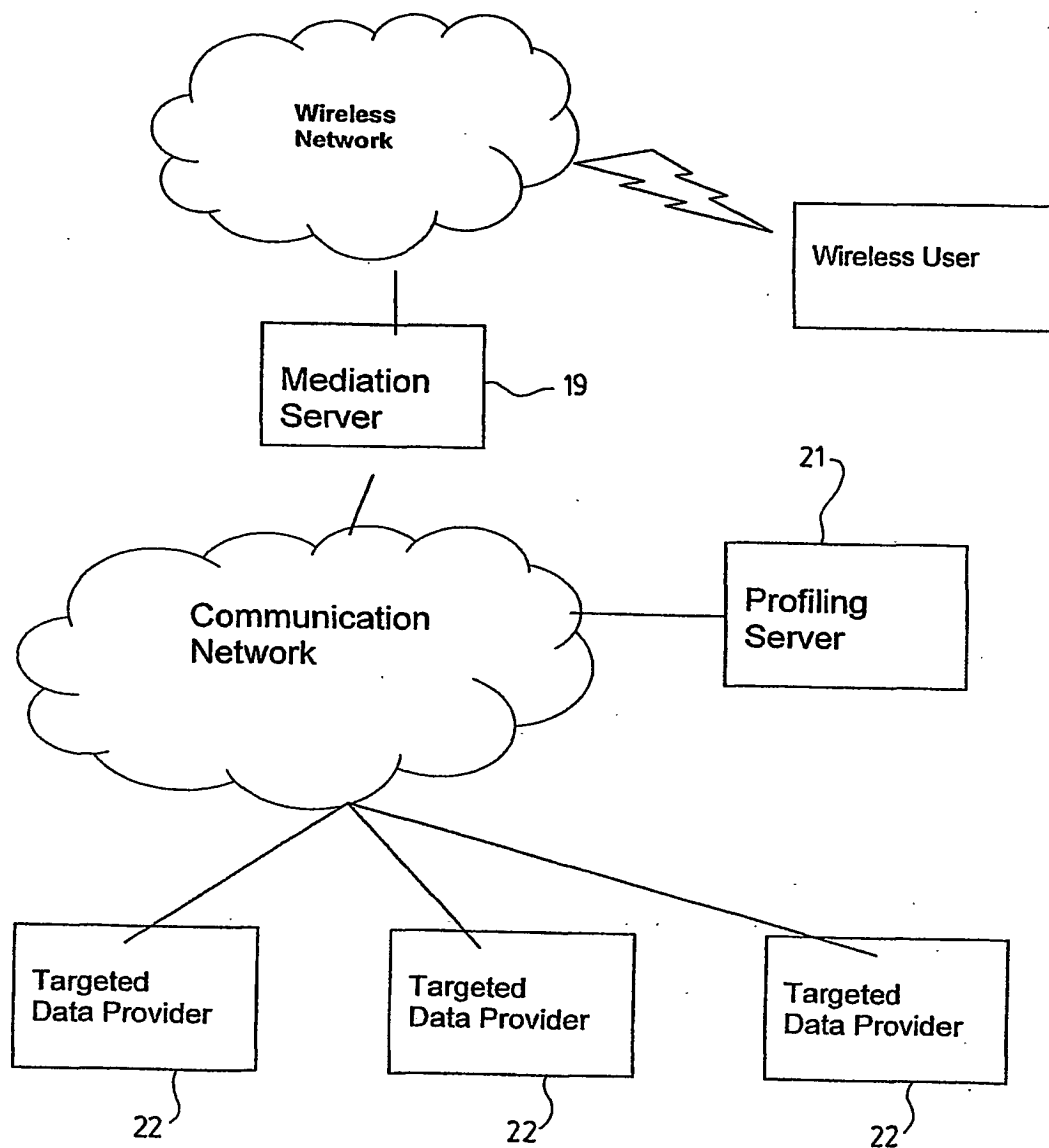 Wireless
Network
Wireless User
Mediation
Server
19
21
Communication
Network
Profiling
Server
Targeted
Data Provider
Targeted
Data Provider
Targeted
Data Provider
22
22
22